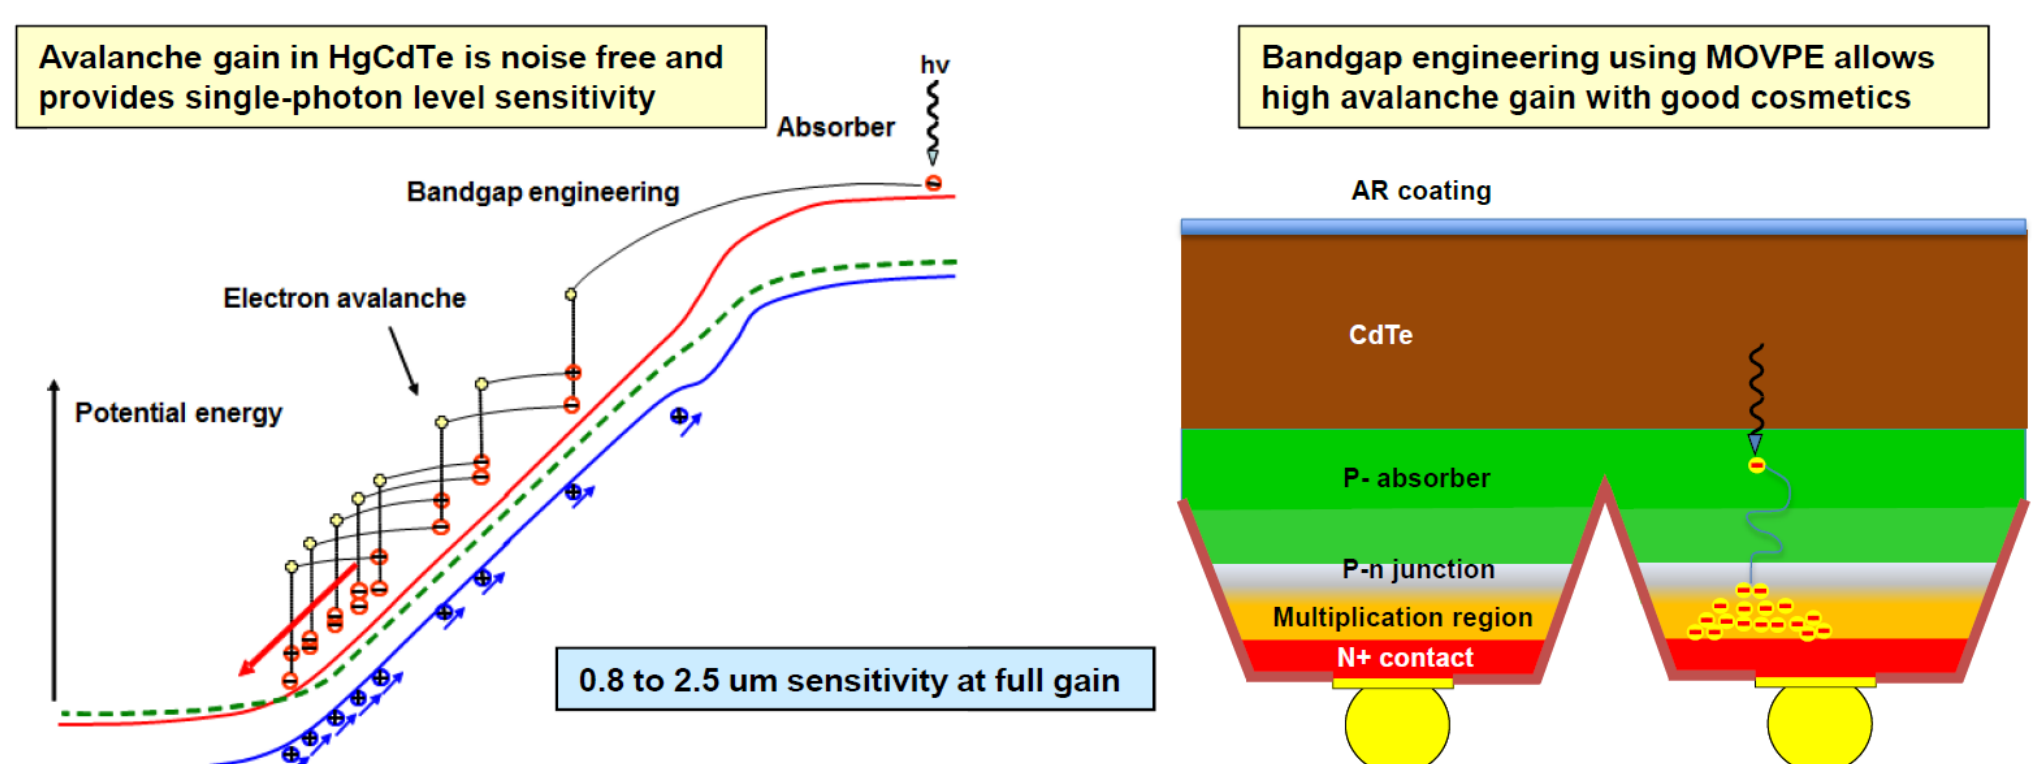 Avalanche gain in HgCdTe is noise free and
provides single-photon level sensitivity
hv
Absorber
Bandgap engineering
Electron avalanche
Potential energy
0.8 to 2.5 um sensitivity at full gain
Bandgap engineering using MOVPE allows
high avalanche gain with good cosmetics
AR coating
CdTe
P- absorber
P-n junction
Multiplication region
N+ contact